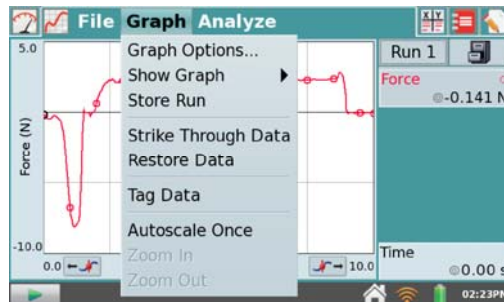 File Graph Analyze
X Y
5.0
Force (N)
-10.0
0.0
10.0
Graph Options...
Show Graph
Store Run
Strike Through Data
Restore Data
Tag Data
Autoscale Once
Zoom In
Zoom Out
Run 1
Force
-0.141 N
Time
0.00 s
02:23PM